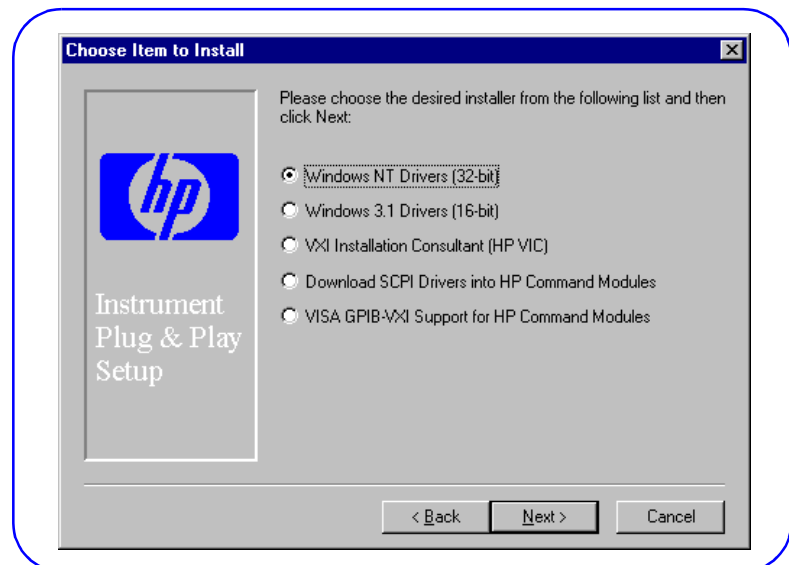 Choose Item to Install
Please choose the desired installer from the following list and then
click Next:
hp
Windows NT Drivers (32-bit)
Windows 3.1 Drivers (16-bit)
VXI Installation Consultant (HP VIC)
Download SCPI Drivers into HP Command Modules
VISA GPIB-VXI Support for HP Command Modules
Instrument
Plug & Play
Setup
< Back
Next >
Cancel